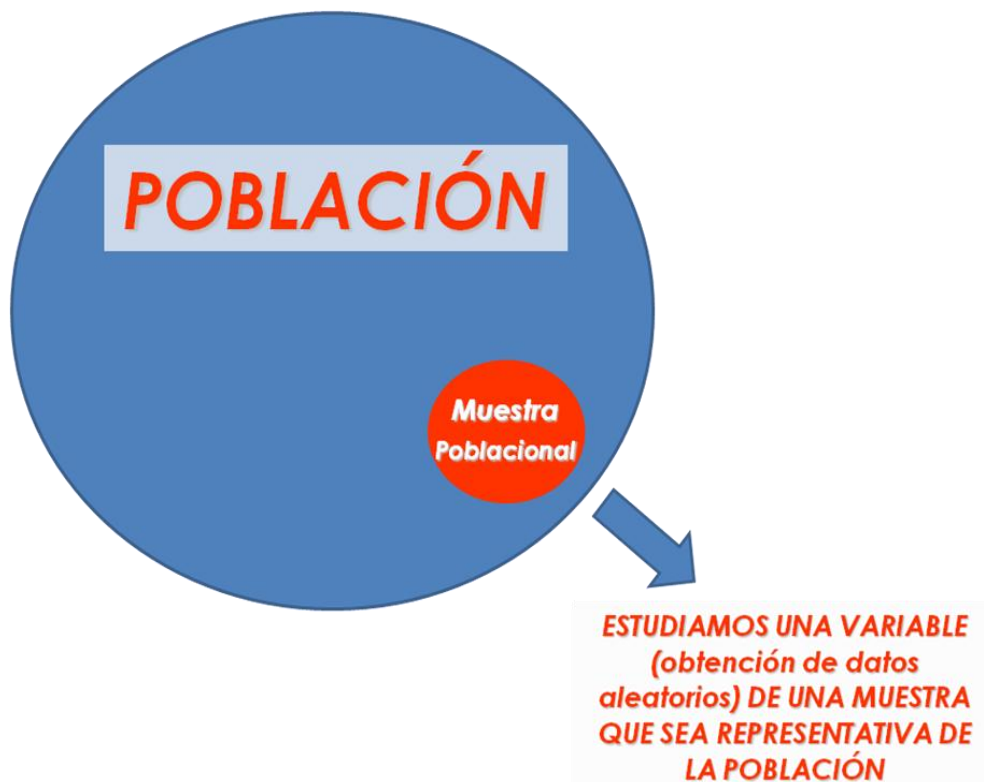 POBLACIÓN
Muestra
Poblacional
ESTUDIAMOS UNA VARIABLE
(obtención de datos
aleatorios) DE UNA MUESTRA
QUE SEA REPRESENTATIVA DE
LA POBLACIÓN